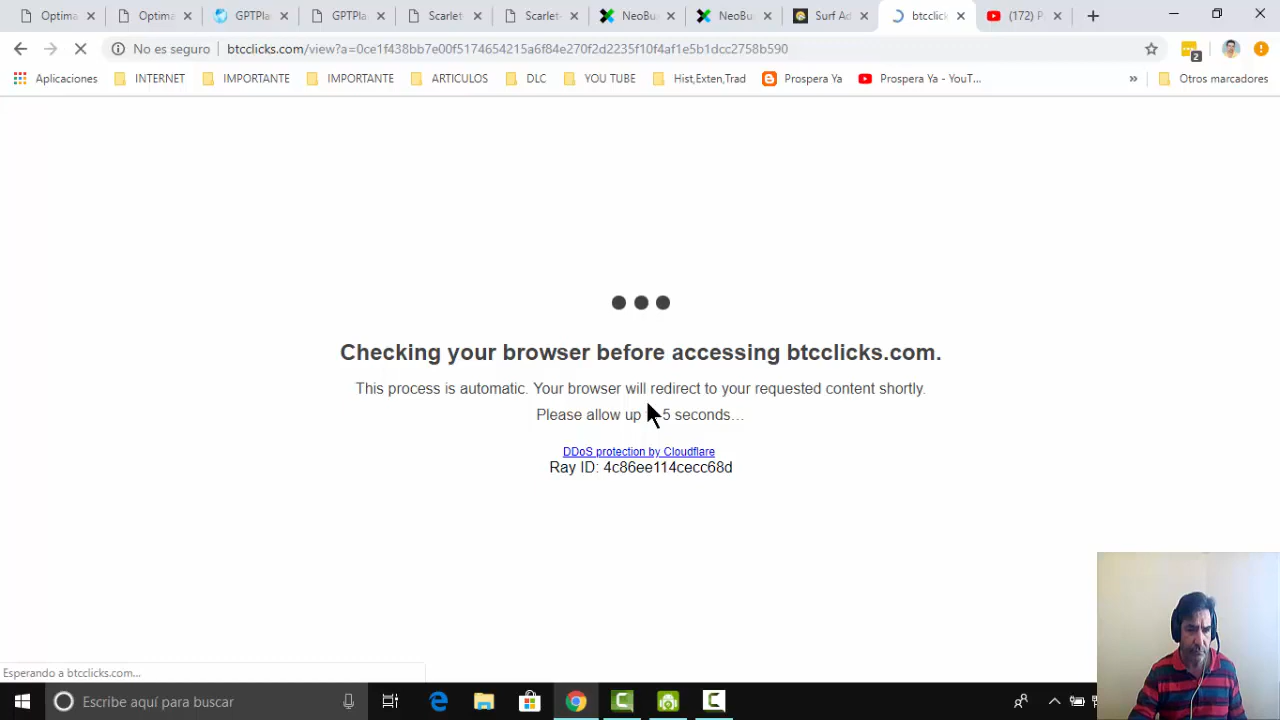 Optima
Optima
GPTPla
GPTPla
Scarlet
Scarlet
NeoBu
NeoBu
Surf Ad
btcclick
(172) P
No es seguro
btcclicks.com/view?a=0ce1f438bb7e00f5174654215a6f84e270f2d2235f10f4af1e5b1dcc2758b590
2
Aplicaciones
INTERNET
IMPORTANTE
IMPORTANTE
ARTICULOS
DLC
YOU TUBE
Hist,Exten,Trad
Prospera Ya
Prospera Ya - YouT...
»
Otros marcadores
Checking your browser before accessing btcclicks.com.
This process is automatic. Your browser will redirect to your requested content shortly.
Please allow up 5 seconds…
DDoS protection by Cloudflare
Ray ID: 4c86ee114cecc68d
Esperando a btcclicks.com...
Escribe aquí para buscar